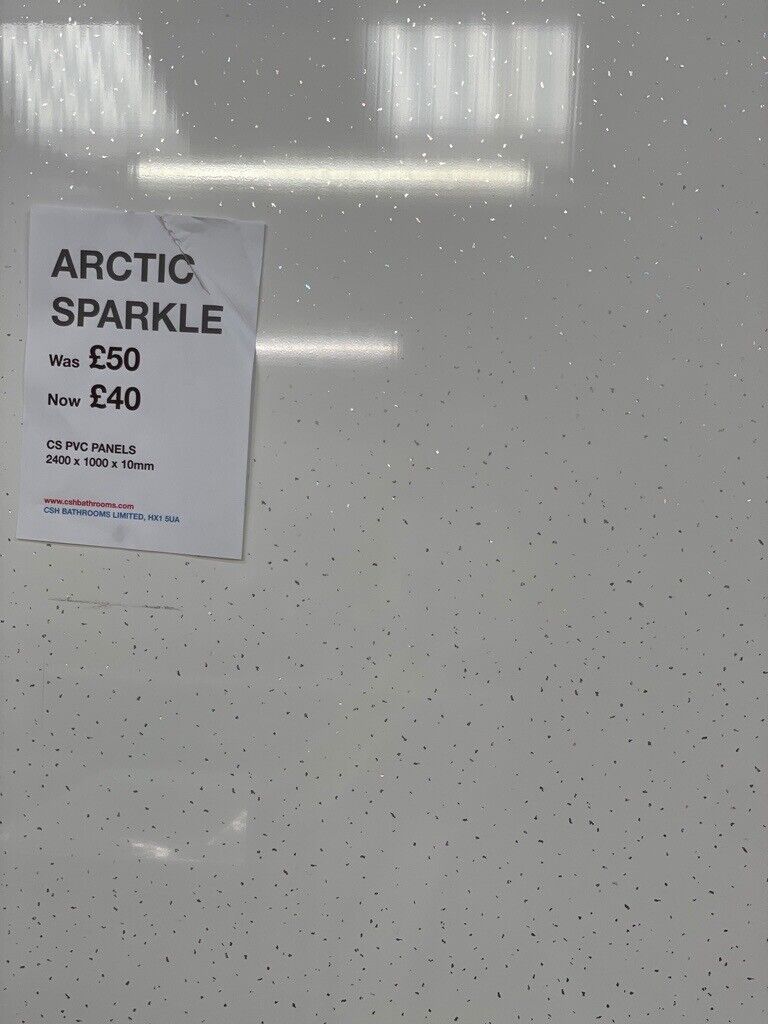 ARCTIC
SPARKLE
Was £50
Now £40
CS PVC PANELS
2400 x 1000 x 10mm
www.cshbathrooms.com
CSH BATHROOMS LIMITED, HX1 5UA